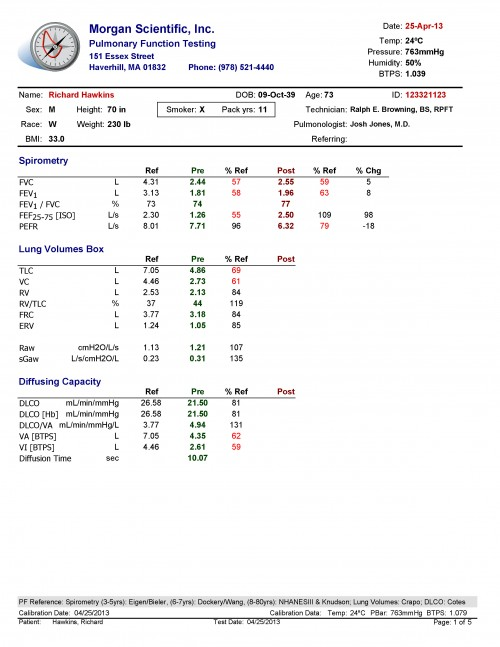 Morgan Scientific, Inc.
Pulmonary Function Testing
151 Essex Street
Haverhill, MA 01832 Phone: (978) 521-4440
Date: 25-Apr-13
Temp: 24ºC
Pressure: 763mmHg
Humidity: 50%
BTPS: 1.039
Name: Richard Hawkins DOB: 09-Oct-39 Age: 73 ID: 123321123
Sex: M Height: 70 in Smoker: X Pack yrs: 11 Technician: Ralph E. Browning, BS, RPFT
Race: W Weight: 230 lb Pulmonologist: Josh Jones, M.D.
BMI: 33.0 Referring:
Spirometry
Ref Pre % Ref Post % Ref % Chg
FVC L 4.31 2.44 57 2.55 59 5
FEV1 L 3.13 1.81 58 1.96 63 8
FEV1 / FVC % 73 74 77
FEF25-75 [ISO] L/s 2.30 1.26 55 2.50 109 98
PEFR L/s 8.01 7.71 96 6.32 79 -18
Lung Volumes Box
Ref Pre % Ref Post
TLC L 7.05 4.86 69
VC L 4.46 2.73 61
RV L 2.53 2.13 84
RV/TLC % 37 44 119
FRC L 3.77 3.18 84
ERV L 1.24 1.05 85
Raw cmH2O/L/s 1.13 1.21 107
sGaw L/s/cmH2O/L 0.23 0.31 135
Diffusing Capacity
Ref Pre % Ref Post
DLCO mL/min/mmHg 26.58 21.50 81
DLCO [Hb] mL/min/mmHg 26.58 21.50 81
DLCO/VA mL/min/mmHg/L 3.77 4.94 131
VA [BTPS] L 7.05 4.35 62
VI [BTPS] L 4.46 2.61 59
Diffusion Time sec 10.07
PF Reference: Spirometry (3-5yrs): Eigen/Bieler, (6-7yrs): Dockery/Wang, (8-80yrs): NHANESIII & Knudson; Lung Volumes: Crapo; DLCO: Cotes
Calibration Date: 04/25/2013 Calibration Data: Temp: 24ºC PBar: 763mmHg BTPS: 1.079
Patient: Hawkins, Richard Test Date: 04/25/2013 Page: 1 of 5